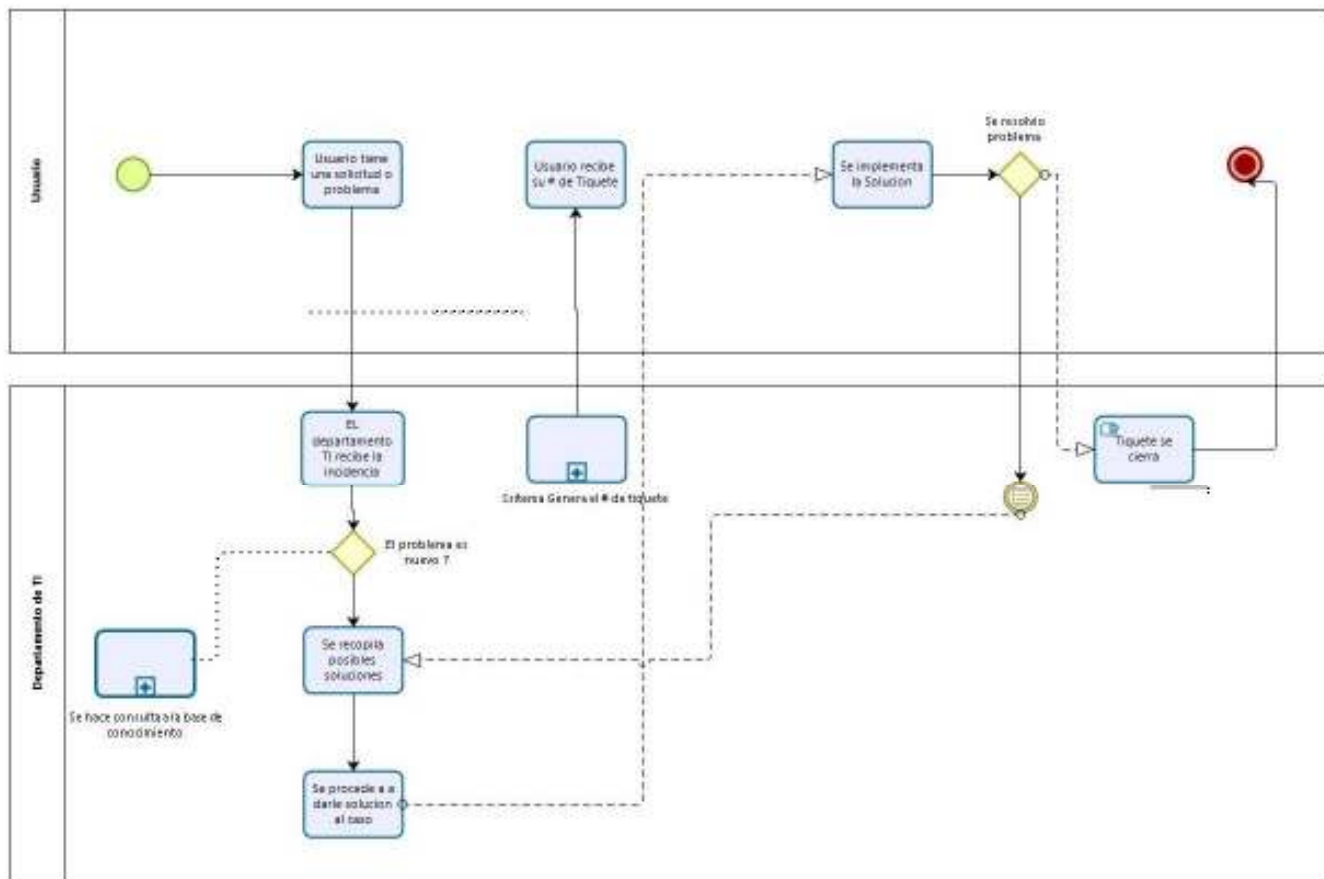 Usuario
Usuario tiene
una solicitud o
problema
Usuario recibe
su # de Tiquete
Se implementa
la Solucion
Se resolvio
problema
Departamento de TI
EL
departamento
TI recibe la
incidencia
Sistema Genera el # de tiquete
Tiquete se
cierra
El problema es
nuevo ?
Se hace consulta a la base de
conocimiento
Se recopila
posibles
soluciones
Se procede a a
darle solucion
al caso